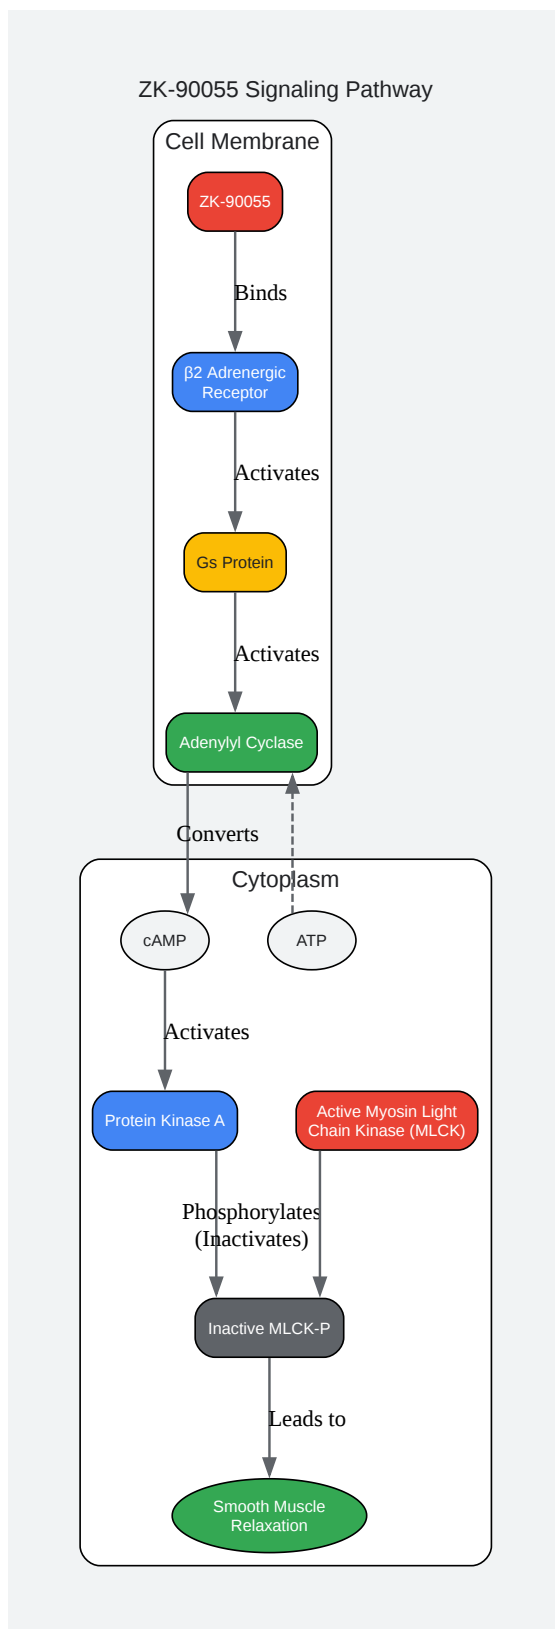 ZK-90055 Signaling Pathway
Cell Membrane
ZK-90055
Binds
β2 Adrenergic
Receptor
Activates
Gs Protein
Activates
Adenylyl Cyclase
Converts
Cytoplasm
cAMP
ATP
Activates
Protein Kinase A
Active Myosin Light
Chain Kinase (MLCK)
Phosphorylates
(Inactivates)
Inactive MLCK-P
Leads to
Smooth Muscle
Relaxation